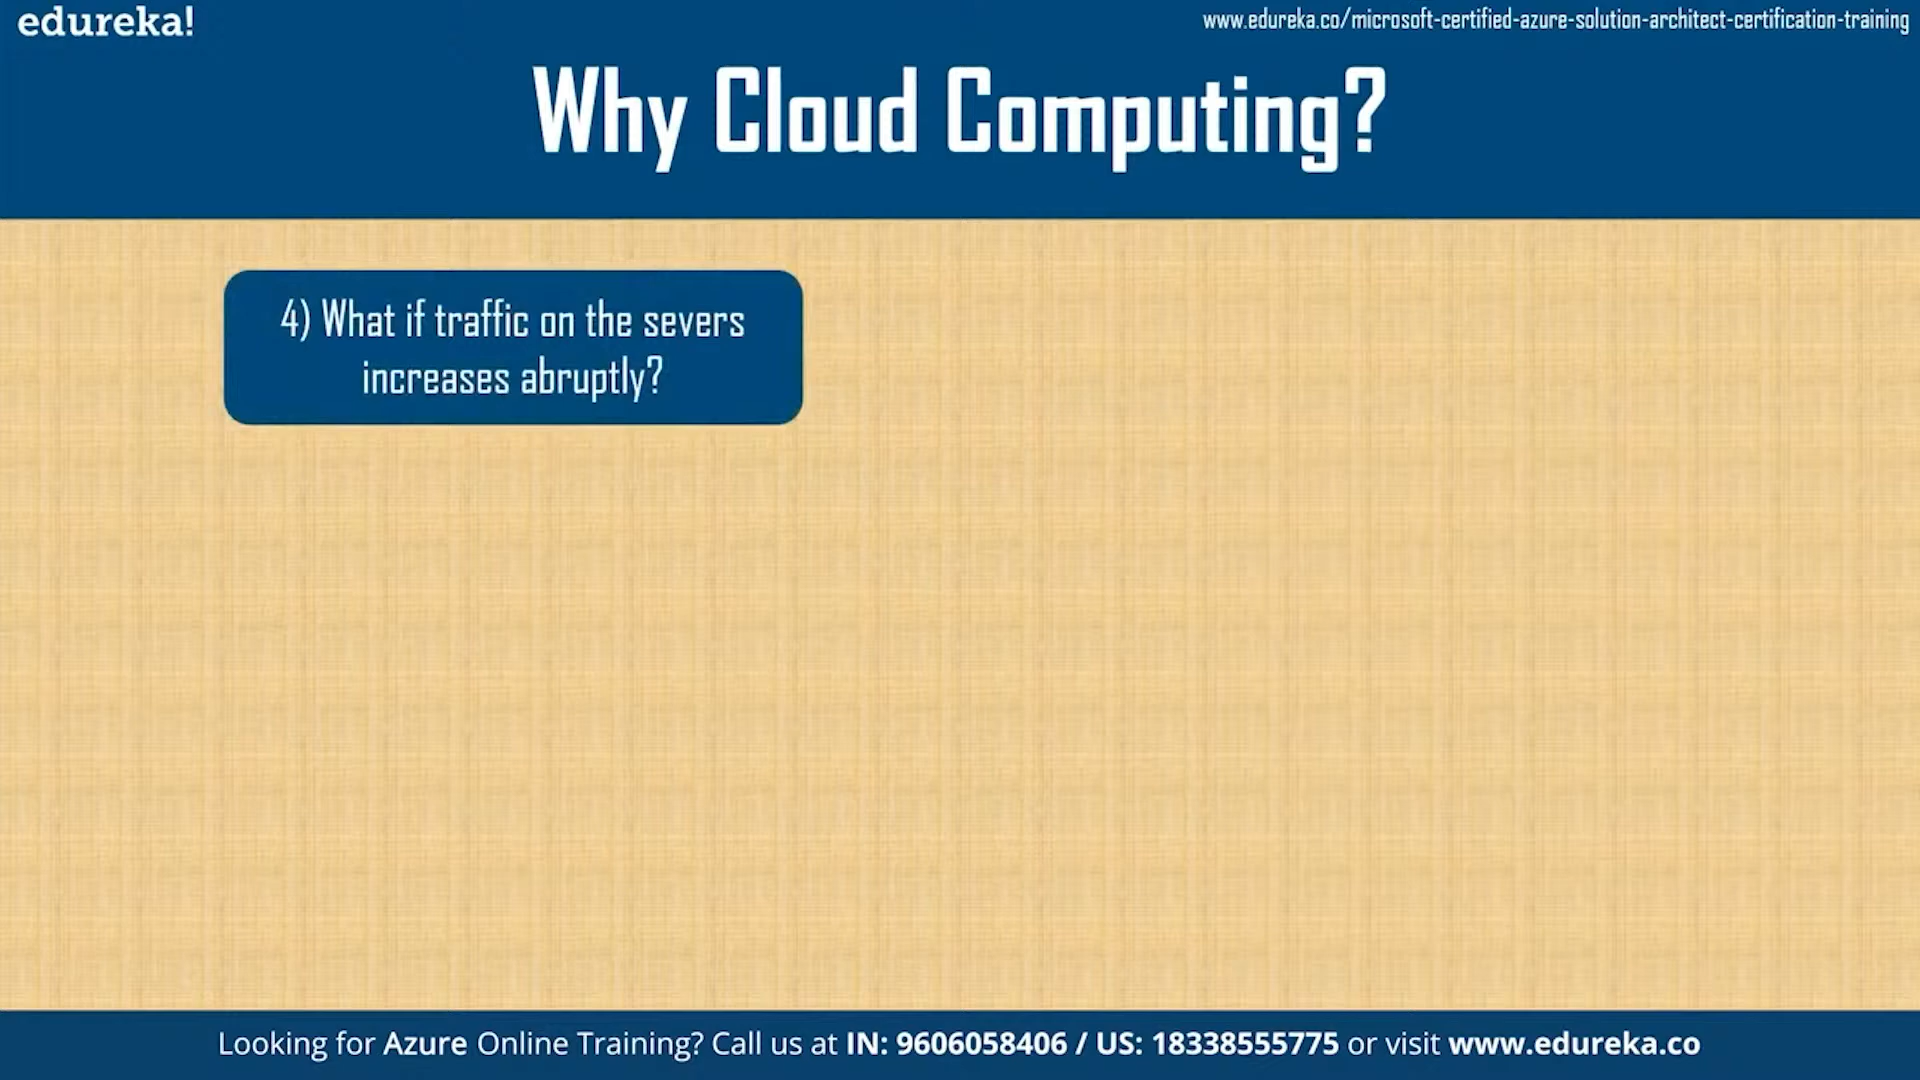 edureka!
www.edureka.co/microsoft-certified-azure-solution-architect-certification-training
Why Cloud Computing?
4) What if traffic on the severs
increases abruptly?
Looking for Azure Online Training? Call us at IN: 9606058406 / US: 18338555775 or visit www.edureka.co